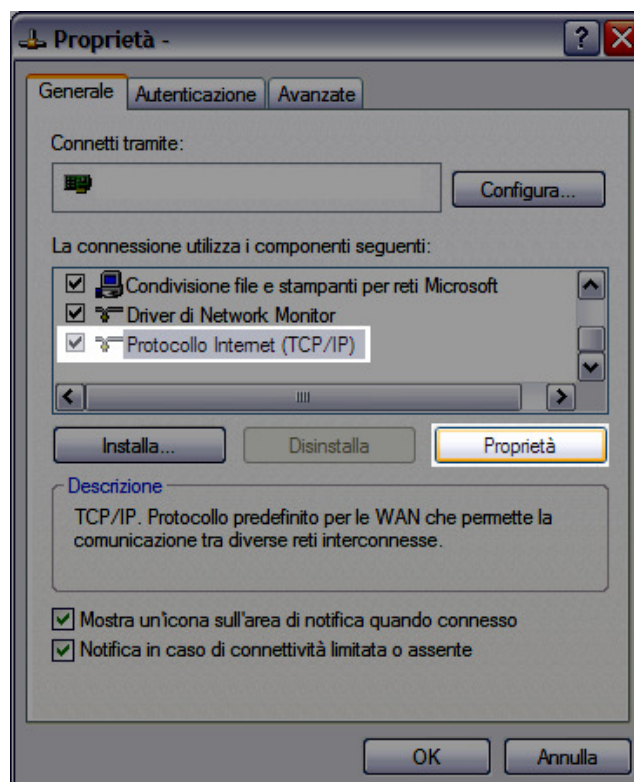 Proprietà -
Generale Autenticazione Avanzate
Connetti tramite:
Configura...
La connessione utilizza i componenti seguenti:
Condivisione file e stampanti per reti Microsoft
Driver di Network Monitor
Protocollo Internet (TCP/IP)
Installa... Disinstalla Proprietà
Descrizione
TCP/IP. Protocollo predefinito per le WAN che permette la
comunicazione tra diverse reti interconnesse.
Mostra un'icona sull'area di notifica quando connesso
Notifica in caso di connettività limitata o assente
OK Annulla